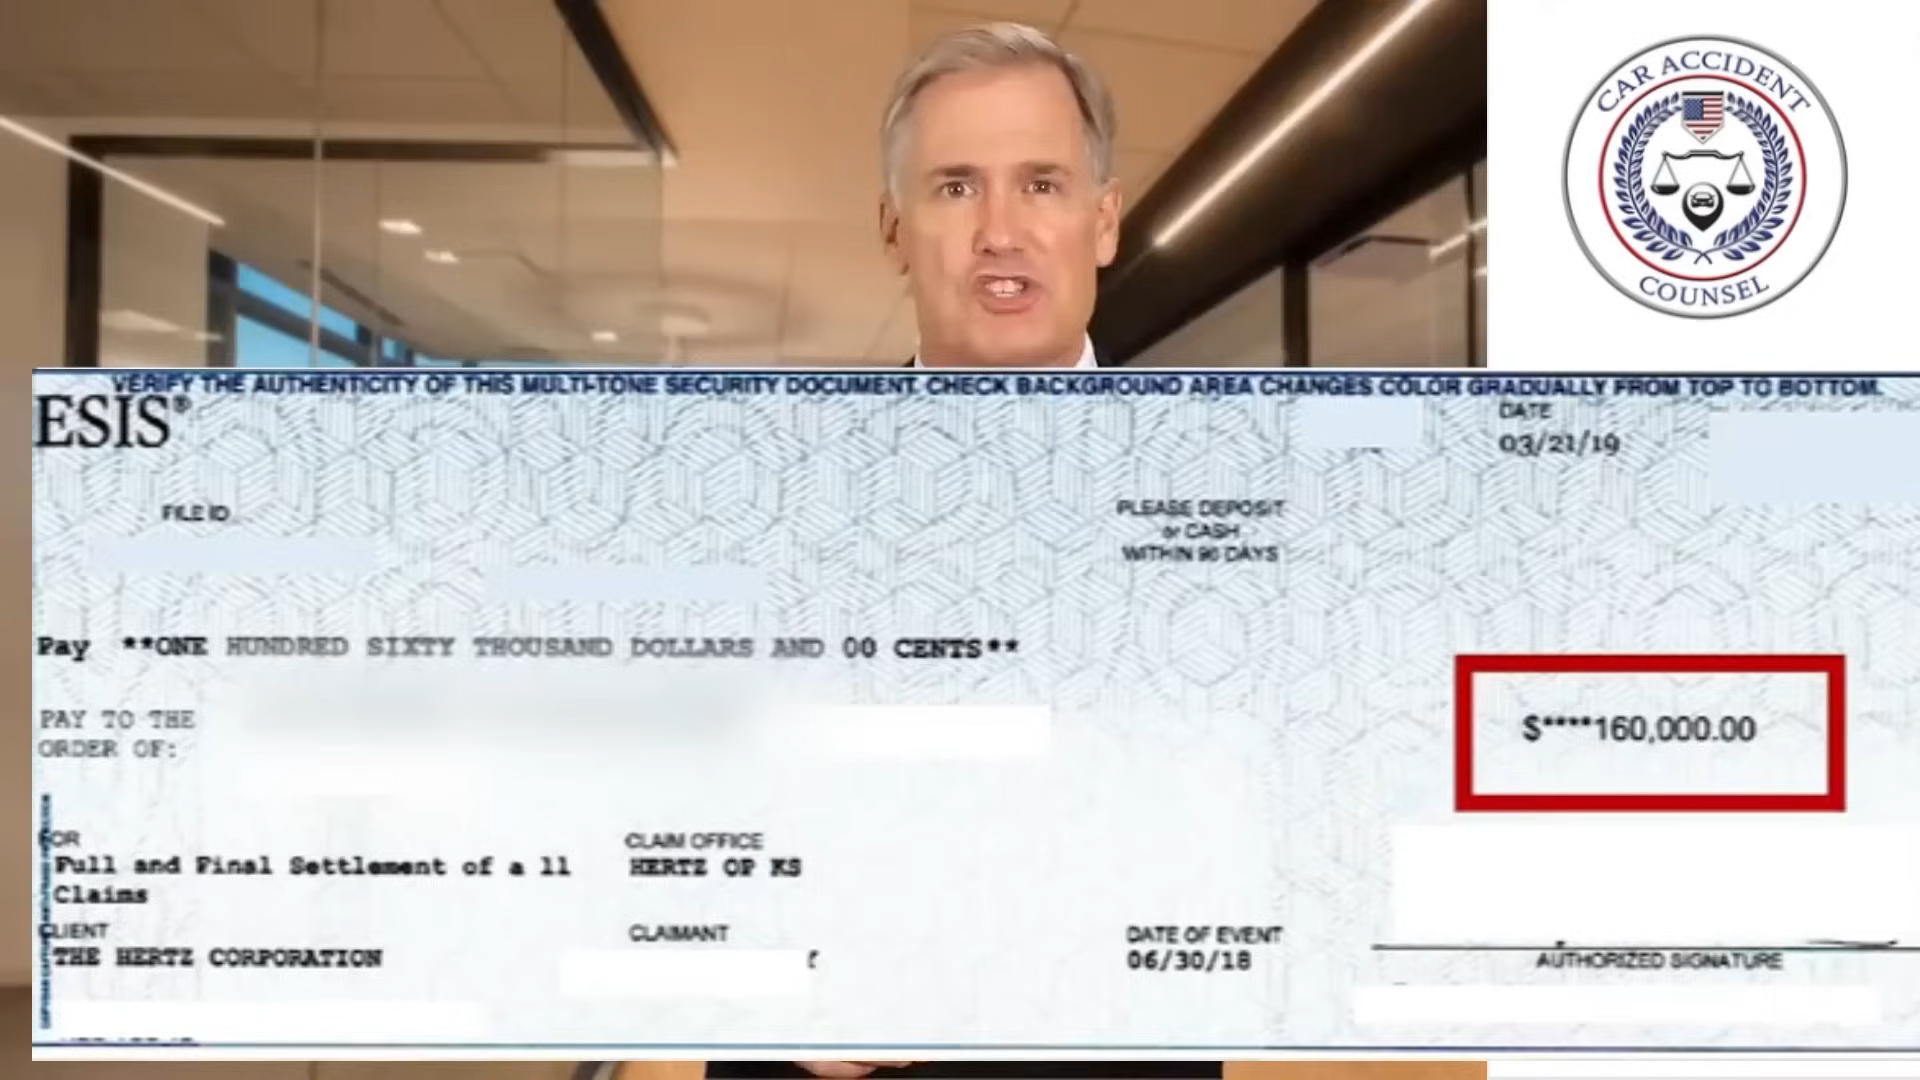 CAR ACCIDENT
COUNSEL
VERIFY THE AUTHENTICITY OF THIS MULTI-TONE SECURITY DOCUMENT. CHECK BACKGROUND AREA CHANGES COLOR GRADUALLY FROM TOP TO BOTTOM.
ESIS®
DATE
03/21/19
FILE ID
PLEASE DEPOSIT
or CASH
WITHIN 90 DAYS
Pay **ONE HUNDRED SIXTY THOUSAND DOLLARS AND 00 CENTS**
$****160,000.00
PAY TO THE
ORDER OF:
FOR
Full and Final Settlement of a ll
Claims
CLAIM OFFICE
HERTZ OP KS
CLIENT
THE HERTZ CORPORATION
CLAIMANT
DATE OF EVENT
06/30/18
AUTHORIZED SIGNATURE